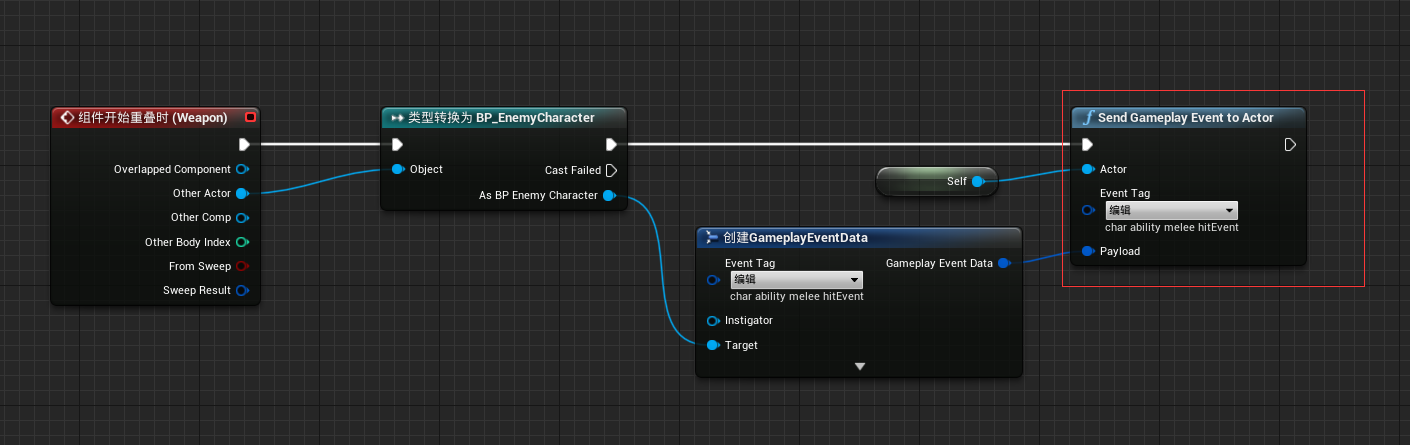 组件开始重叠时 (Weapon)
Overlapped Component
Other Actor
Other Comp
Other Body Index
From Sweep
Sweep Result
类型转换为 BP_EnemyCharacter
Object
Cast Failed
As BP Enemy Character
Self
创建GameplayEventData
Event Tag
编辑
char ability melee hitEvent
Instigator
Target
Gameplay Event Data
Send Gameplay Event to Actor
Actor
Event Tag
编辑
char ability melee hitEvent
Payload